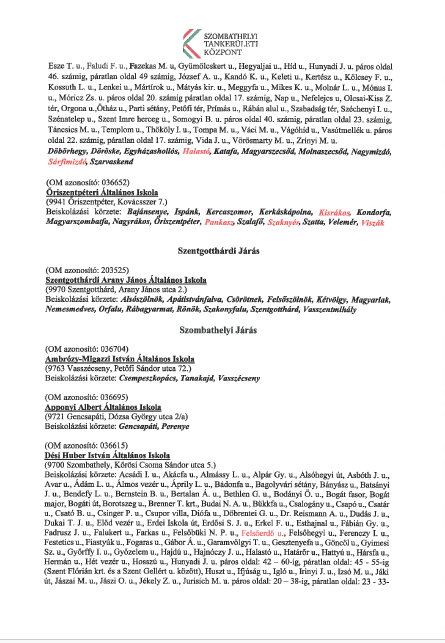 SZOMBATHELYI
TANKERÜLETI
KÖZPONT
Esze T. u., Faludi F. u., Fazekas M. u, Gyümölcskert u., Hegyaljai u., Híd u., Hunyadi J. u. páros oldal
46. számig, páratlan oldal 49 számig, József A. u., Kandó K. u., Keleti u., Kertész u., Kölcsey F. u.,
Kossuth L. u., Lenkei u., Mártírok u., Mátyás kir. u., Meggyfa u., Mikes K. u., Molnár L. u., Mónus I.
u., Móricz Zs. u. páros oldal 20. számig páratlan oldal 17. számig, Nap u., Nefelejcs u., Olcsai-Kiss Z.
tér, Orgona u., Ótház u., Parti sétány, Petőfi tér, Prímás u., Rábán alul u., Szabadság tér, Széchenyi I. u.,
Szénatelep u., Szent Imre herceg u., Somogyi B. u. páros oldal 40. számig, páratlan oldal 23. számig,
Táncsics M. u., Templom u., Thököly I. u., Tompa M. u., Váci M. u., Vágóhíd u., Vasútmellék u. páros
oldal 22. számig, páratlan oldal 17. számig, Vida J. u., Vörösmarty M. u., Zrínyi M. u.
Döbörhegy, Döröske, Egyházashollós, Halastó, Katafa, Magyarszecsőd, Molnaszecsőd, Nagymizdó,
Sárfimizdó, Szarvaskend
(OM azonosító: 036652)
Őriszentpéteri Általános Iskola
(9941 Őriszentpéter, Kovácsszer 7.)
Beiskolázási körzete: Bajánsenye, Ispánk, Kercaszomor, Kerkáskápolna, Kisrákos, Kondorfa,
Magyarszombatfa, Nagyrákos, Őriszentpéter, Pankasz, Szalafő, Szaknyér, Szatta, Velemér, Viszák
Szentgotthárdi Járás
(OM azonosító: 203525)
Szentgotthárdi Arany János Általános Iskola
(9970 Szentgotthárd, Arany János utca 2.)
Beiskolázási körzete: Alsószölnök, Apátistvánfalva, Csörötnek, Felsőszölnök, Kétvölgy, Magyarlak,
Nemesmedves, Orfalu, Rábagyarmat, Rönök, Szakonyfalu, Szentgotthárd, Vasszentmihály
Szombathelyi Járás
(OM azonosító: 036704)
Ambrózy-Migazzi István Általános Iskola
(9763 Vasszécseny, Petőfi Sándor utca 72.)
Beiskolázási körzete: Csempeszkopács, Tanakajd, Vasszécseny
(OM azonosító: 036695)
Apponyi Albert Általános Iskola
(9721 Gencsapáti, Dózsa György utca 2/a)
Beiskolázási körzete: Gencsapáti, Perenye
(OM azonosító: 036615)
Dési Huber István Általános Iskola
(9700 Szombathely, Kőrösi Csoma Sándor utca 5.)
Beiskolázási körzete: Acsádi I. u., Akácfa u., Almássy L. u., Alpár Gy. u., Alsóhegyi út, Asbóth J. u.,
Avar u., Ádám L. u., Álmos vezér u., Áprily L. u., Bádonfa u., Bagolyvári sétány, Bányász u., Batsányi
J. u., Bendefy L. u., Bernstein B. u., Bertalan Á. u., Bethlen G. u., Bodányi Ö. u., Bogát fasor, Bogát
major, Bogáti út, Borotszeg u., Brenner T. krt., Budai N. A. u., Bükkfa u., Csalogány u., Csapó u., Csatár
u., Csató B. u., Csinger P. u., Csupor villa, Diófa u., Döbrentei G. u., Dr. Reismann A. u., Dudás J. u.,
Dukai T. J. u., Előd vezér u., Erdei Iskola út, Erdősi S. J. u., Erkel F. u., Esthajnal u., Fábián Gy. u.,
Fadrusz J. u., Falukert u., Farkas u., Felsőbüki N. P. u., Felsőerdő u., Felsőhegyi u., Ferenczy I. u.,
Festetics u., Fiastyúk u., Fogaras u., Gábor Á. u., Garamvölgyi T. u., Gesztenyefa u., Göncöl u., Gyimesi
Sz. u., Győrffy I. u., Gyözelem u., Hajdú u., Hajnóczy J. u., Halastó u., Határőr u., Hattyú u., Hársfa u.,
Hermán u., Hét vezér u., Hosszú u., Hunyadi J. u. páros oldal: 42 – 60-ig, páratlan oldal: 45 - 55-ig
(Szent Flórián krt. és a Szent Gellért u. között), Huszt u., Ifjúság u., Igló u., Irinyi J. u., Izsó M. u., Jáki
út, Jászai M. u., Jászi O. u., Jékely Z. u., Jurisich M. u. páros oldal: 20 – 38-ig, páratlan oldal: 23 - 33-